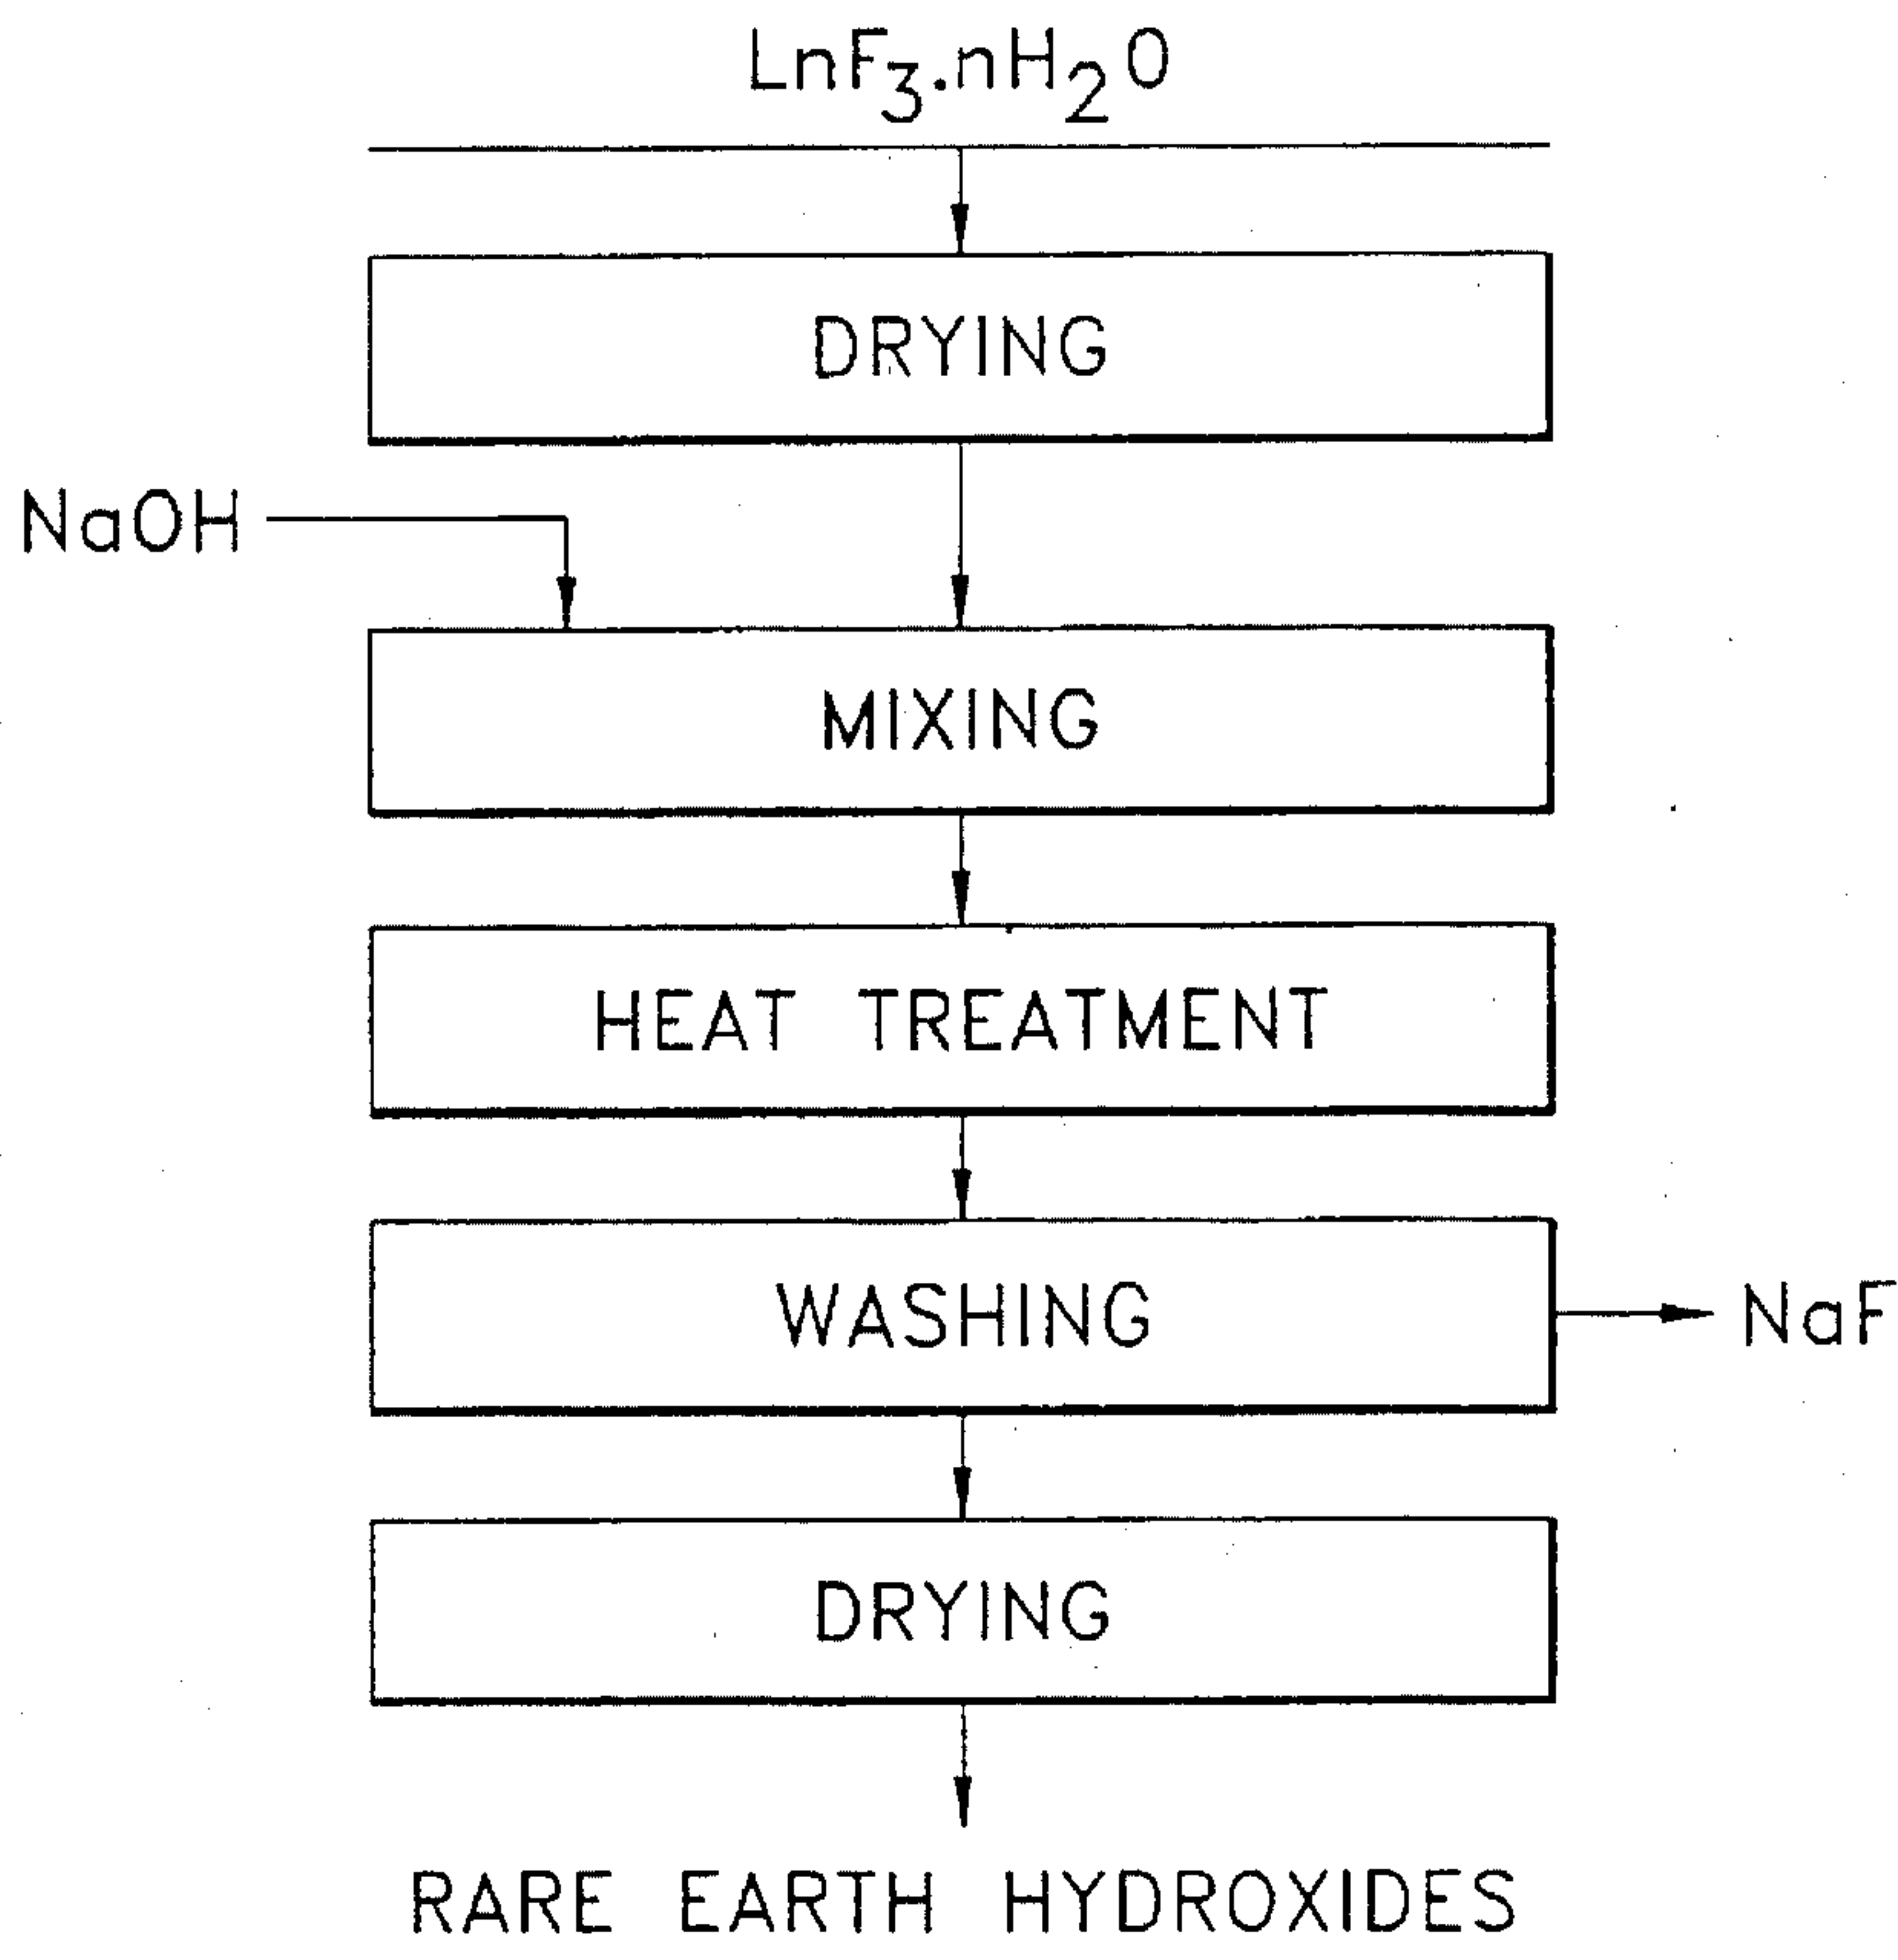 LnF3.nH2O
DRYING
NaOH
MIXING
HEAT TREATMENT
WASHING
NaF
DRYING
RARE EARTH HYDROXIDES